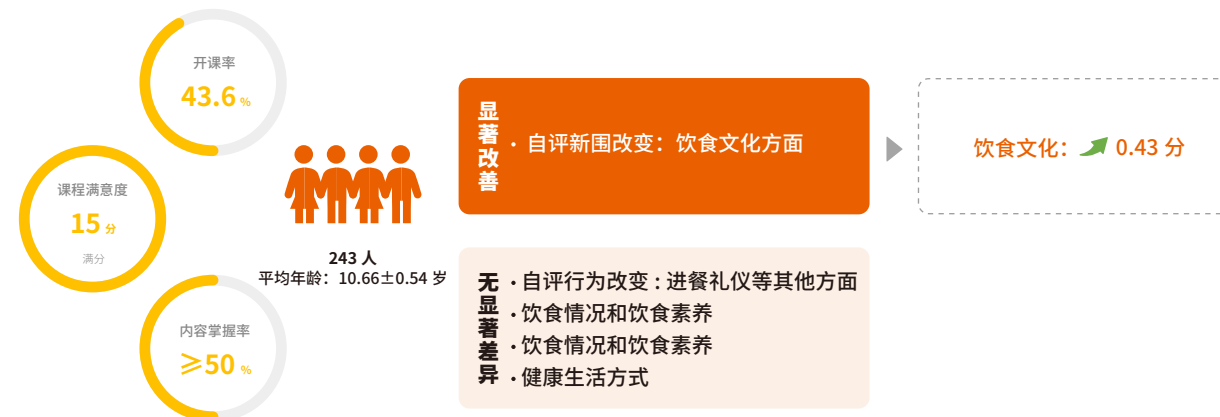 开课率
43.6 %
课程满意度
15 分
满分
内容掌握率
≥50 %
243 人
平均年龄：10.66±0.54 岁
显著改善
· 自评新围改变：饮食文化方面
无显著差异
· 自评行为改变 : 进餐礼仪等其他方面
· 饮食情况和饮食素养
· 饮食情况和饮食素养
· 健康生活方式
饮食文化： 0.43 分